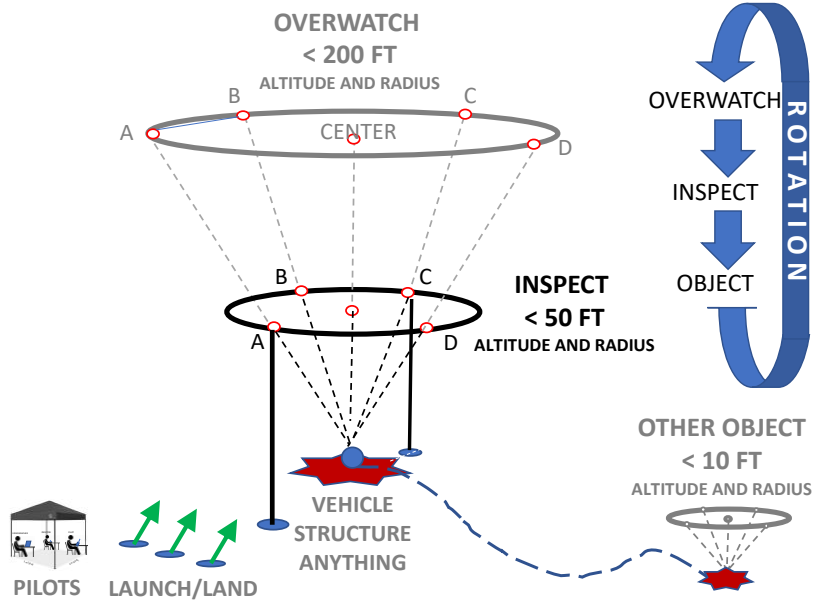 OVERWATCH
< 200 FT
ALTITUDE AND RADIUS
B
C
A
CENTER
D
B
C
A
D
INSPECT
< 50 FT
ALTITUDE AND RADIUS
OVERWATCH
INSPECT
OBJECT
ROTATION
OTHER OBJECT
< 10 FT
ALTITUDE AND RADIUS
VEHICLE
STRUCTURE
ANYTHING
PILOTS
LAUNCH/LAND